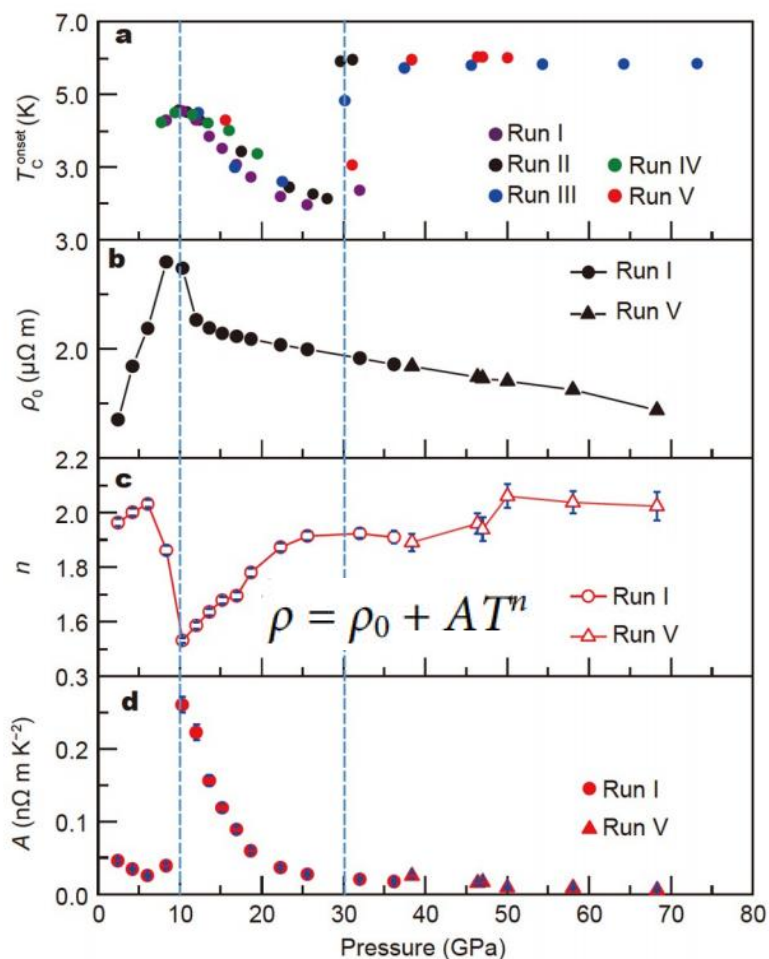 a
7.0
5.0
3.0
T_C^onset (K)
Run I
Run II
Run IV
Run III
Run V
b
3.0
2.0
ρ₀ (μΩ m)
Run I
Run V
c
2.2
2.0
1.8
1.6
n
ρ = ρ₀ + ATⁿ
Run I
Run V
d
0.3
0.2
0.1
0.0
A (nΩ m K⁻²)
Run I
Run V
0 10 20 30 40 50 60 70 80
Pressure (GPa)